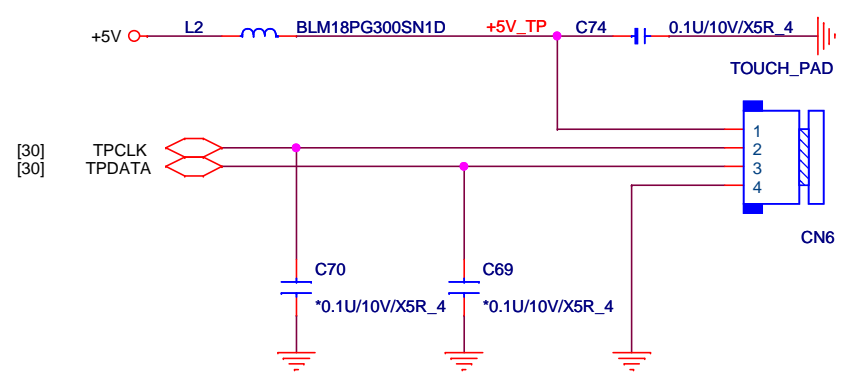 +5V L2 BLM18PG300SN1D +5V_TP C74 0.1U/10V/X5R_4
TOUCH_PAD
1
[30] TPCLK 2
[30] TPDATA 3
4
CN6
C70 C69
*0.1U/10V/X5R_4 *0.1U/10V/X5R_4